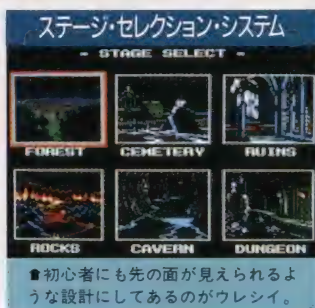 ステージ・セレクション・システム
- STAGE SELECT -
FOREST CEMETERY RUINS
ROCKS CAVERN DUNGEON
☗初心者にも先の面が見えられるよ
うな設計にしてあるのがウレシイ。